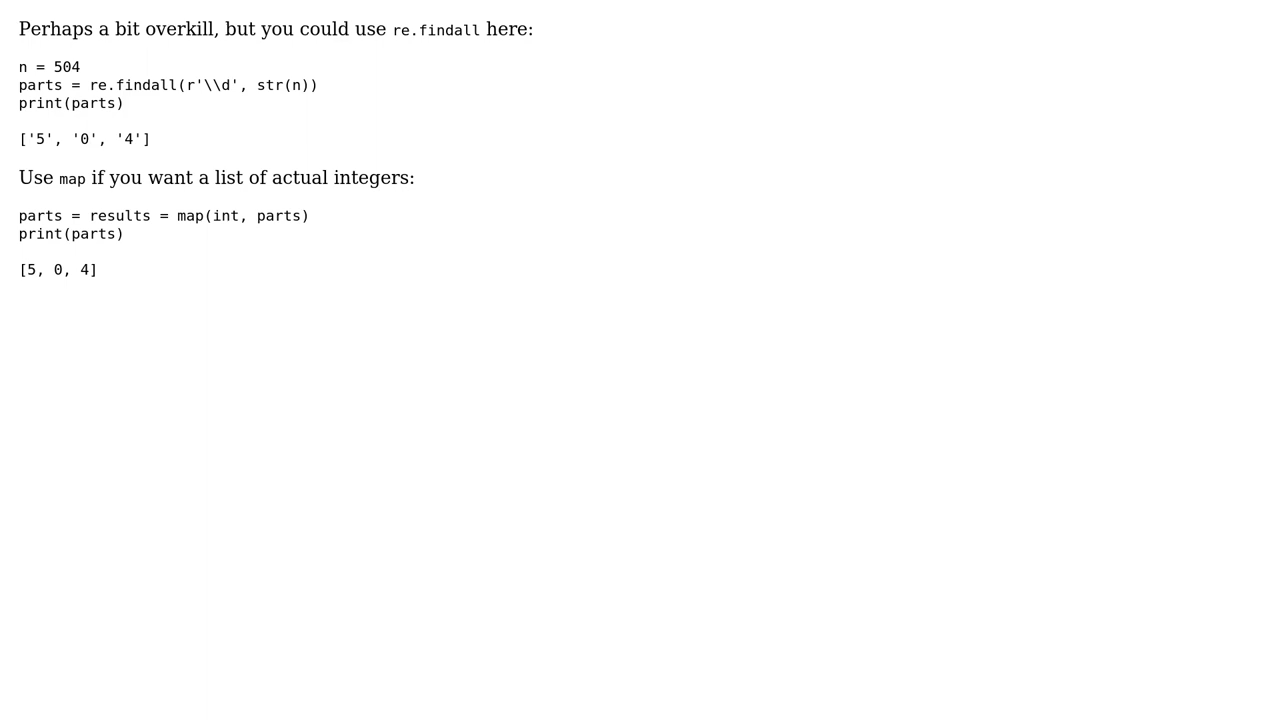 Perhaps a bit overkill, but you could use re.findall here:
n = 504
parts = re.findall(r'\\d', str(n))
print(parts)
['5', '0', '4']
Use map if you want a list of actual integers:
parts = results = map(int, parts)
print(parts)
[5, 0, 4]